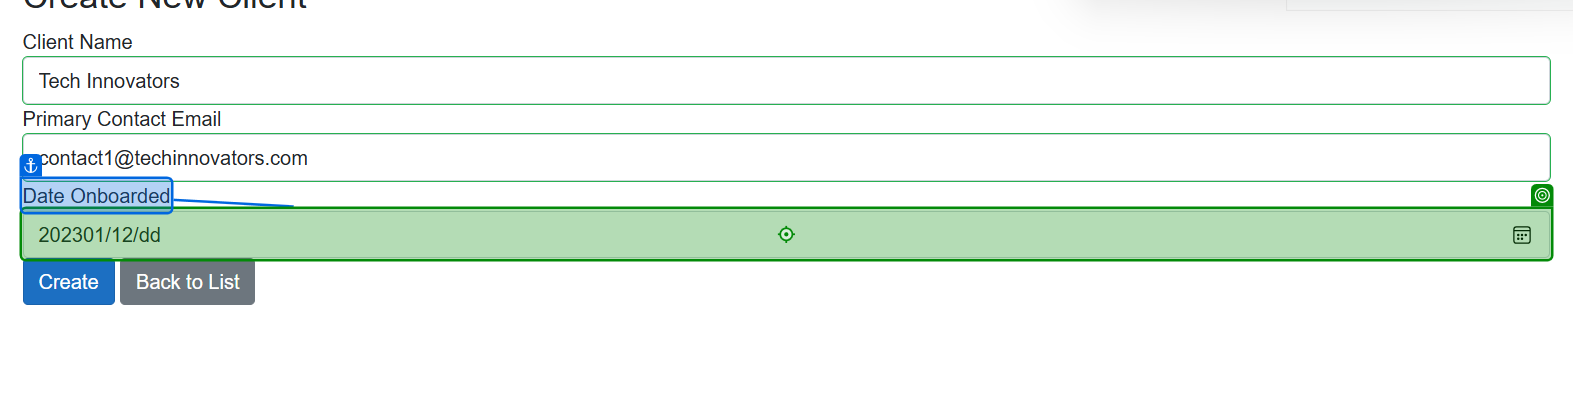 Create New Client
Client Name
Tech Innovators
Primary Contact Email
contact1@techinnovators.com
Date Onboarded
202301/12/dd
Create
Back to List